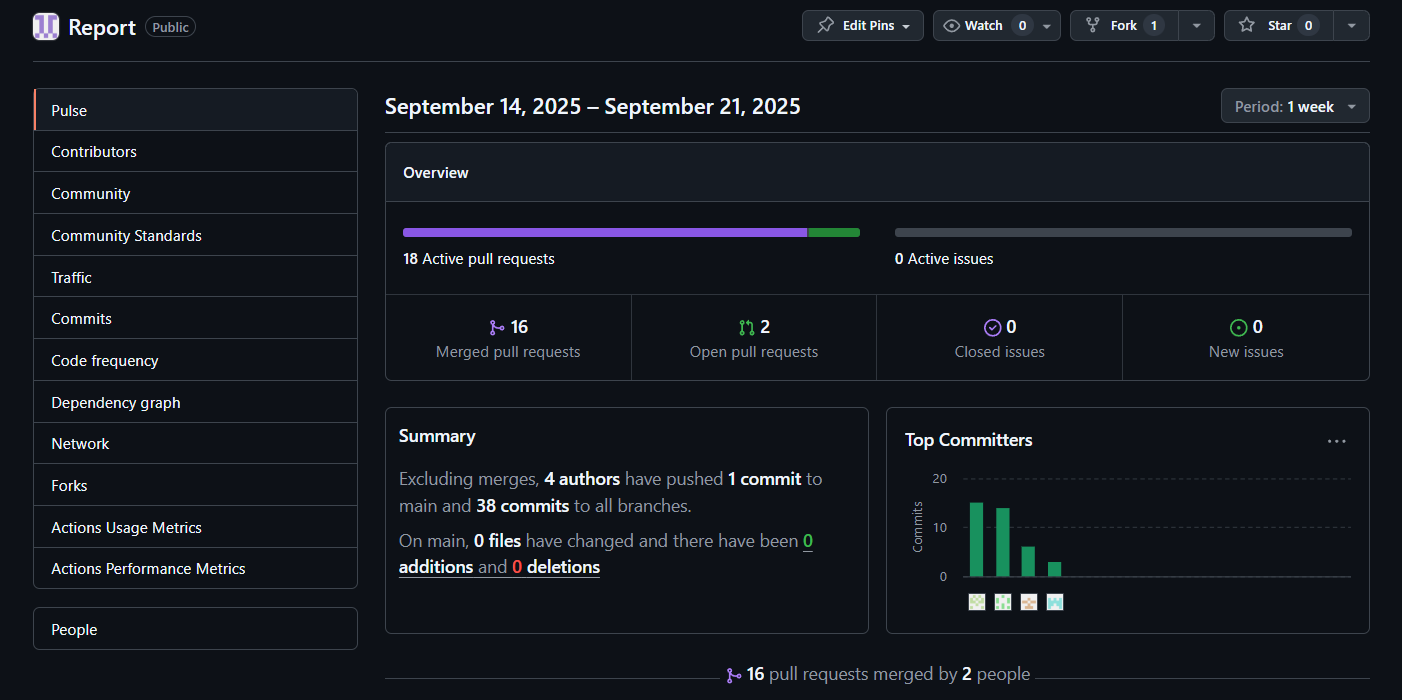 Report Public
Edit Pins
Watch 0
Fork 1
Star 0
Pulse
Contributors
Community
Community Standards
Traffic
Commits
Code frequency
Dependency graph
Network
Forks
Actions Usage Metrics
Actions Performance Metrics
People
September 14, 2025 – September 21, 2025
Period: 1 week
Overview
18 Active pull requests
0 Active issues
16
Merged pull requests
2
Open pull requests
0
Closed issues
0
New issues
Summary
Excluding merges, 4 authors have pushed 1 commit to
main and 38 commits to all branches.
On main, 0 files have changed and there have been 0
additions and 0 deletions
Top Committers
Commits
20
10
0
16 pull requests merged by 2 people